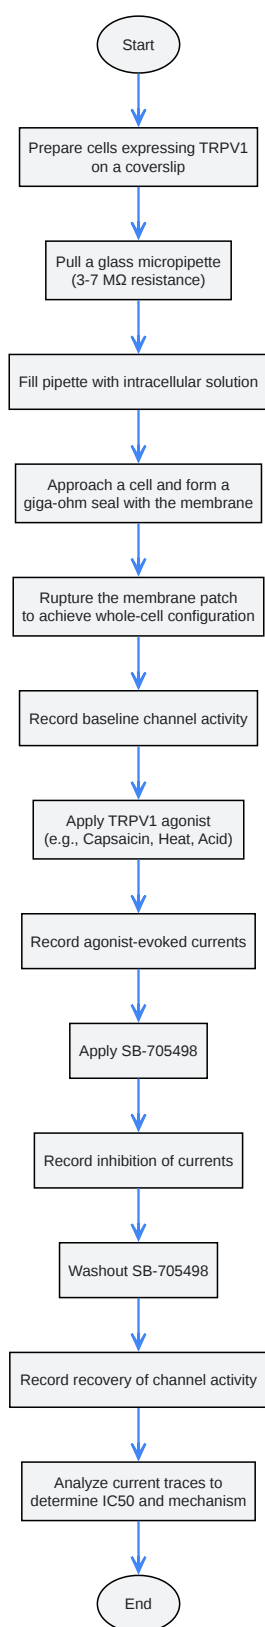 Start
Prepare cells expressing TRPV1
on a coverslip
Pull a glass micropipette
(3-7 MΩ resistance)
Fill pipette with intracellular solution
Approach a cell and form a
giga-ohm seal with the membrane
Rupture the membrane patch
to achieve whole-cell configuration
Record baseline channel activity
Apply TRPV1 agonist
(e.g., Capsaicin, Heat, Acid)
Record agonist-evoked currents
Apply SB-705498
Record inhibition of currents
Washout SB-705498
Record recovery of channel activity
Analyze current traces to
determine IC50 and mechanism
End